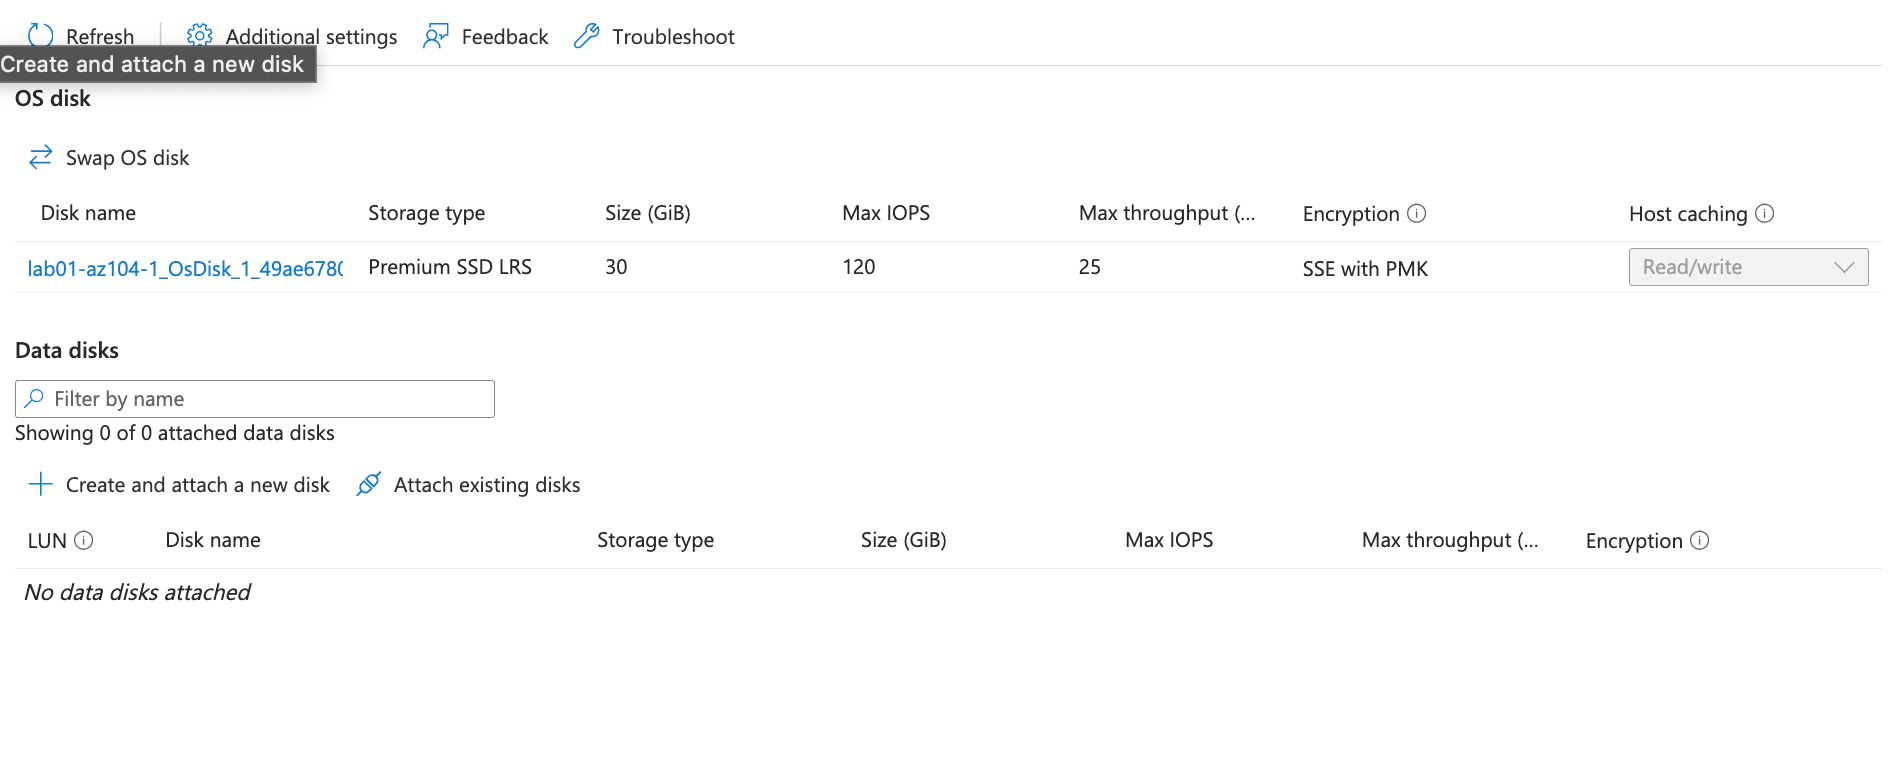 Refresh Additional settings Feedback Troubleshoot
Create and attach a new disk
OS disk
Swap OS disk
Disk name Storage type Size (GiB) Max IOPS Max throughput (... Encryption Host caching
lab01-az104-1_OsDisk_1_49ae6780 Premium SSD LRS 30 120 25 SSE with PMK Read/write
Data disks
Filter by name
Showing 0 of 0 attached data disks
Create and attach a new disk Attach existing disks
LUN Disk name Storage type Size (GiB) Max IOPS Max throughput (... Encryption
No data disks attached